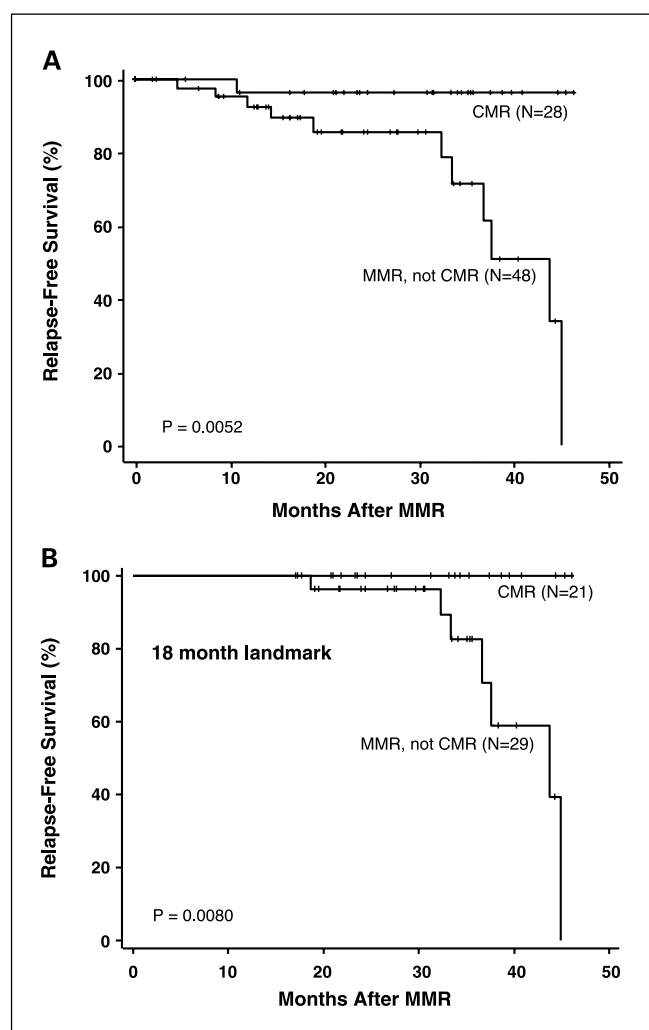 A
Relapse-Free Survival (%)
100
80
60
40
20
0
CMR (N=28)
MMR, not CMR (N=48)
P = 0.0052
0 10 20 30 40 50
Months After MMR
B
Relapse-Free Survival (%)
100
80
60
40
20
0
CMR (N=21)
18 month landmark
MMR, not CMR (N=29)
P = 0.0080
0 10 20 30 40 50
Months After MMR